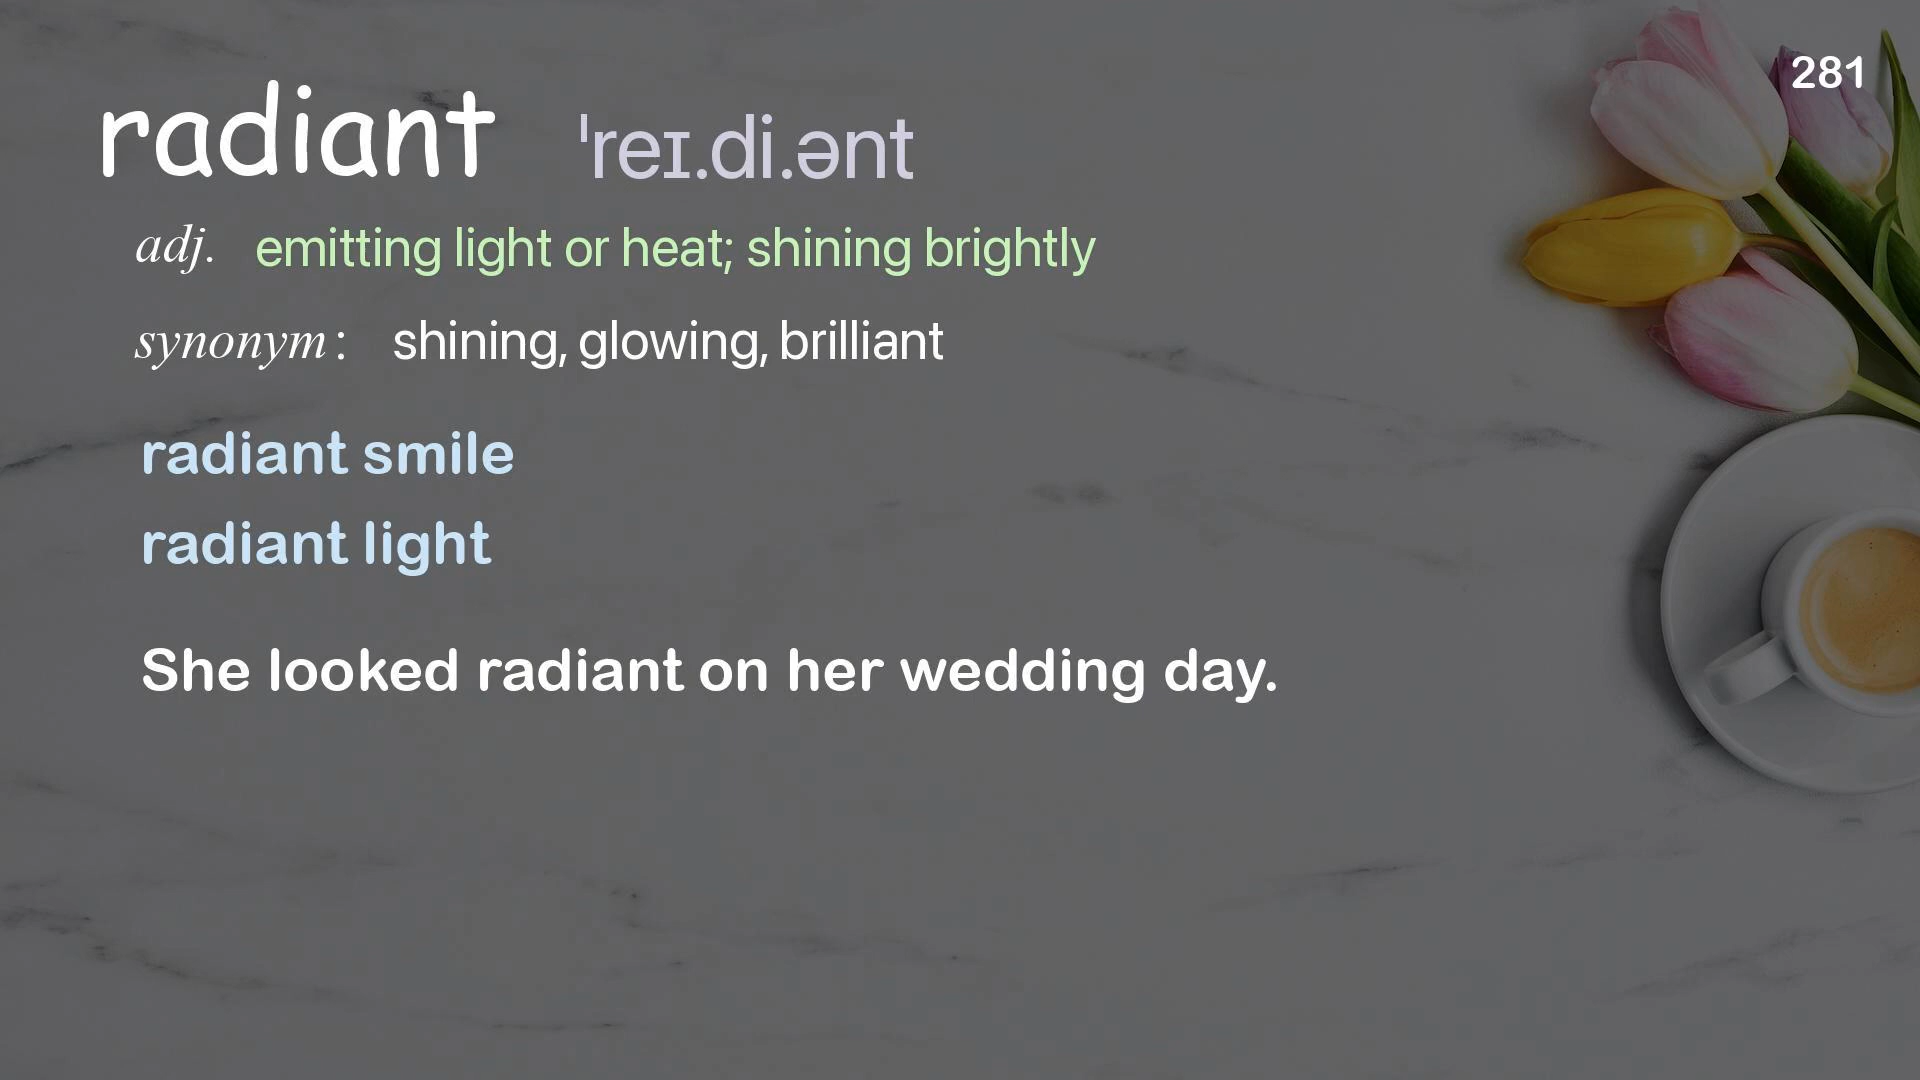 281
radiant ˈreɪ.di.ənt
adj. emitting light or heat; shining brightly
synonym : shining, glowing, brilliant
radiant smile
radiant light
She looked radiant on her wedding day.